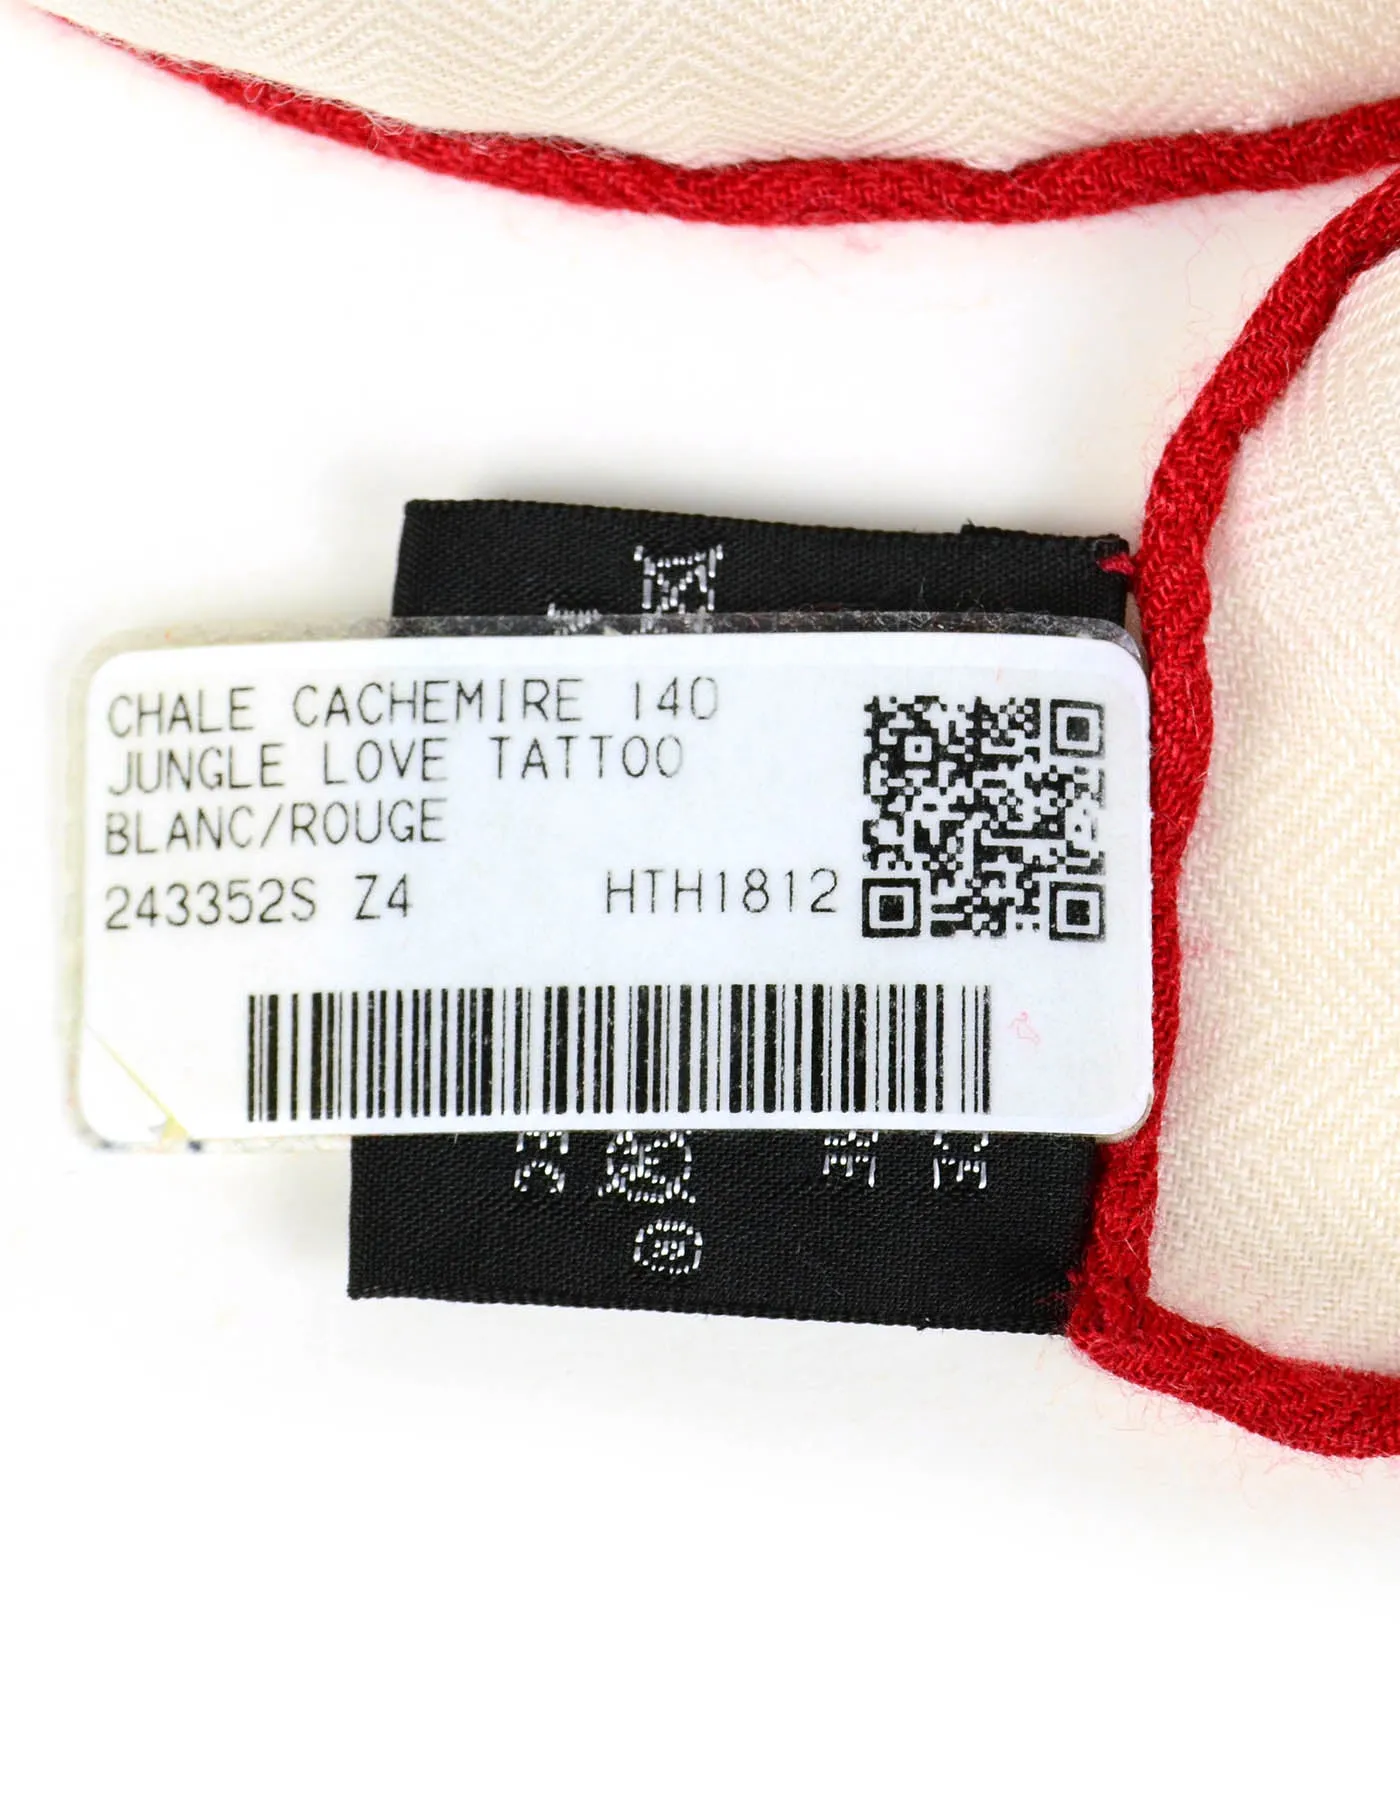 CHALE CACHEMIRE 140
JUNGLE LOVE TATTOO
BLANC/ROUGE
243352S Z4 HTH1812